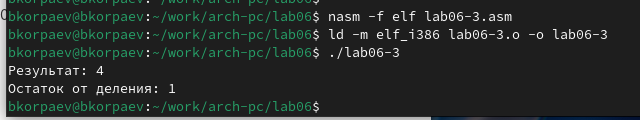 bkorpaev@bkorpaev:~/work/arch-pc/lab06$ nasm -f elf lab06-3.asm
bkorpaev@bkorpaev:~/work/arch-pc/lab06$ ld -m elf_i386 lab06-3.o -o lab06-3
bkorpaev@bkorpaev:~/work/arch-pc/lab06$ ./lab06-3
Результат: 4
Остаток от деления: 1
bkorpaev@bkorpaev:~/work/arch-pc/lab06$